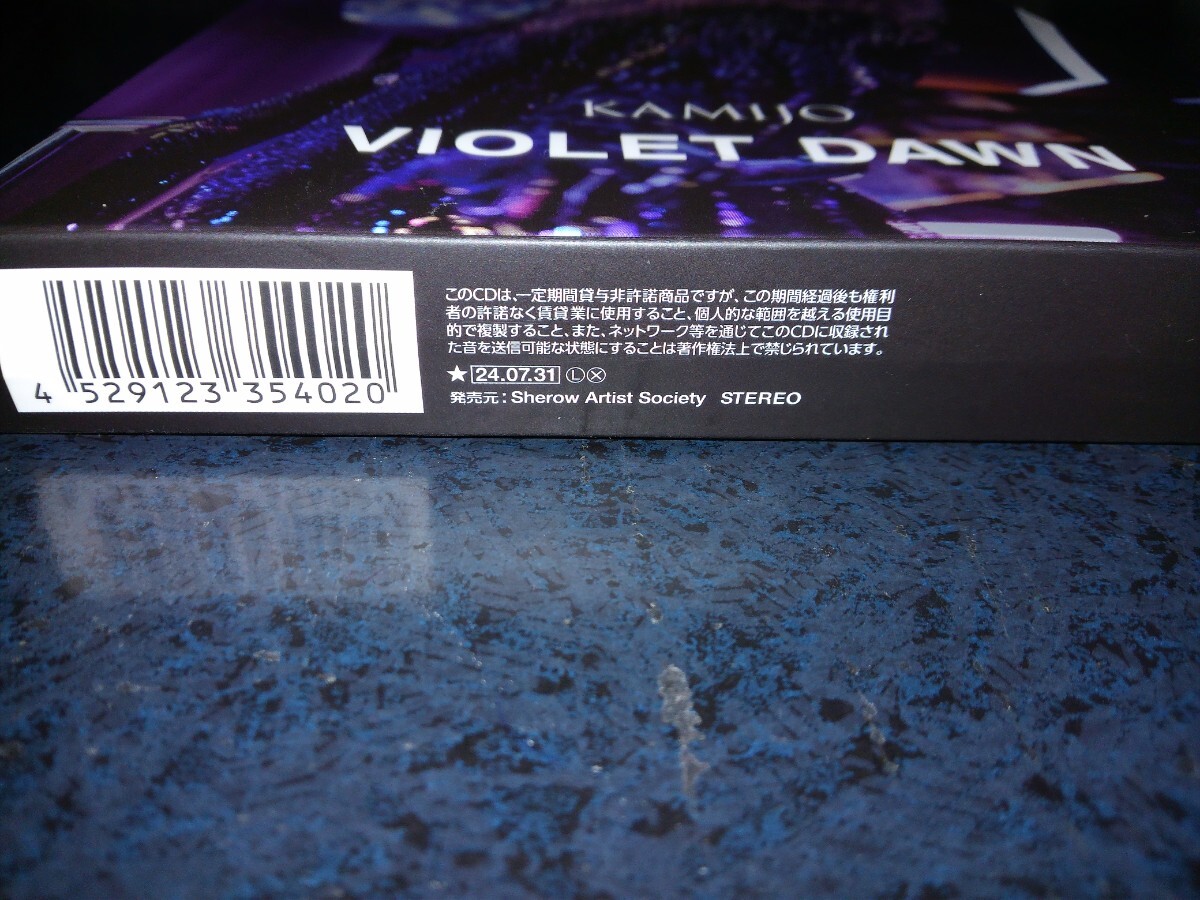 KAMIJO
VIOLET DAWN
このCDは、一定期間貸与非許諾商品ですが、この期間経過後も権利
者の許諾なく賃貸業に使用すること、個人的な範囲を越える使用目
的で複製すること、また、ネットワーク等を通じてこのCDに収録され
た音を送信可能な状態にすることは著作権法上で禁じられています。
★ 24.07.31 Ⓛ Ⓧ
発売元：Sherow Artist Society STEREO
4 529123 354020